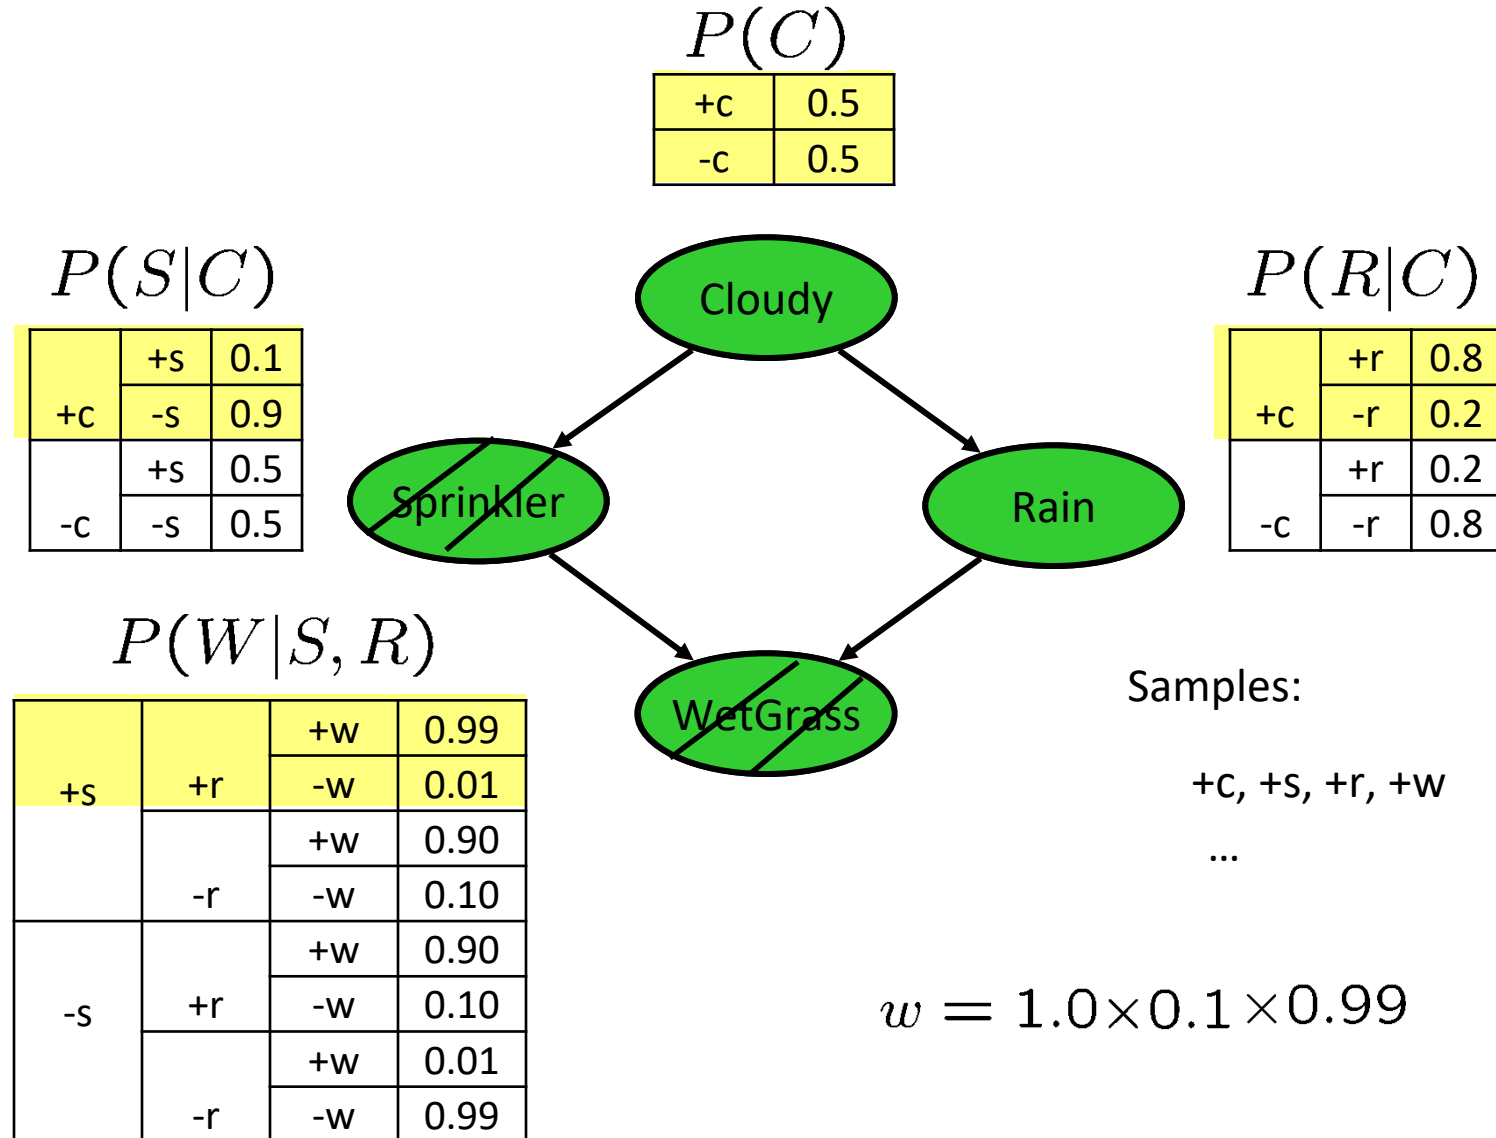 P(C)
+c 0.5
-c 0.5
P(S|C)
+s 0.1
+c -s 0.9
+s 0.5
-c -s 0.5
Cloudy
P(R|C)
+r 0.8
+c -r 0.2
+r 0.2
-c -r 0.8
Sprinkler
Rain
P(W|S, R)
+w 0.99
+s +r -w 0.01
+w 0.90
-r -w 0.10
+w 0.90
-s +r -w 0.10
+w 0.01
-r -w 0.99
WetGrass
Samples:
+c, +s, +r, +w
...
w = 1.0×0.1×0.99